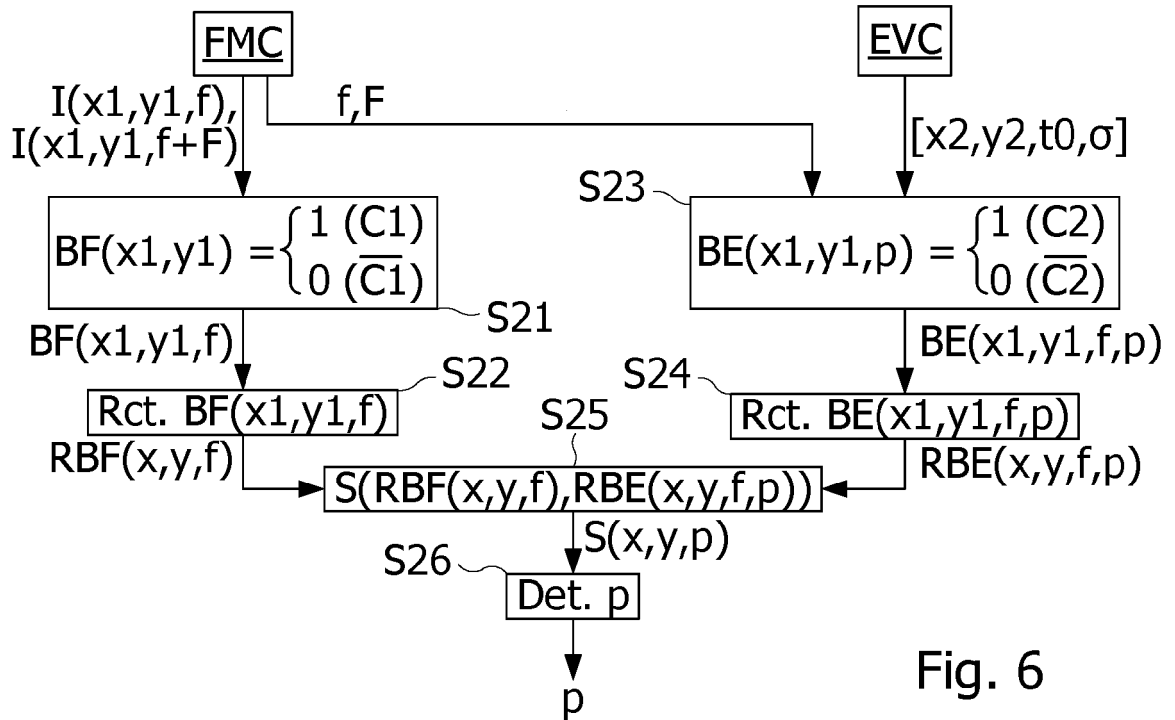 FMC
EVC
I(x1,y1,f),
I(x1,y1,f+F)
f,F
[x2,y2,t0,σ]
S23
BF(x1,y1) = { 1 (C1)
0 (C̅1̅)
BE(x1,y1,p) = { 1 (C2)
0 (C̅2̅)
S21
BF(x1,y1,f)
BE(x1,y1,f,p)
S22
S24
Rct. BF(x1,y1,f)
Rct. BE(x1,y1,f,p)
S25
RBF(x,y,f)
RBE(x,y,f,p)
S(RBF(x,y,f),RBE(x,y,f,p))
S(x,y,p)
S26
Det. p
p
Fig. 6